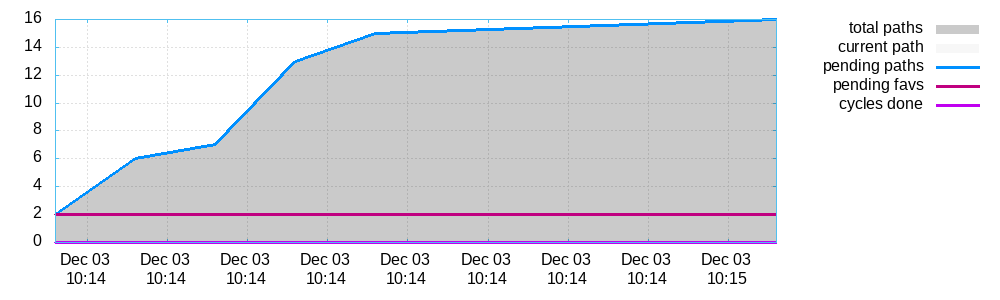 16
14
12
10
8
6
4
2
0
Dec 03 Dec 03 Dec 03 Dec 03 Dec 03 Dec 03 Dec 03 Dec 03 Dec 03
10:14 10:14 10:14 10:14 10:14 10:14 10:14 10:14 10:15
total paths
current path
pending paths
pending favs
cycles done